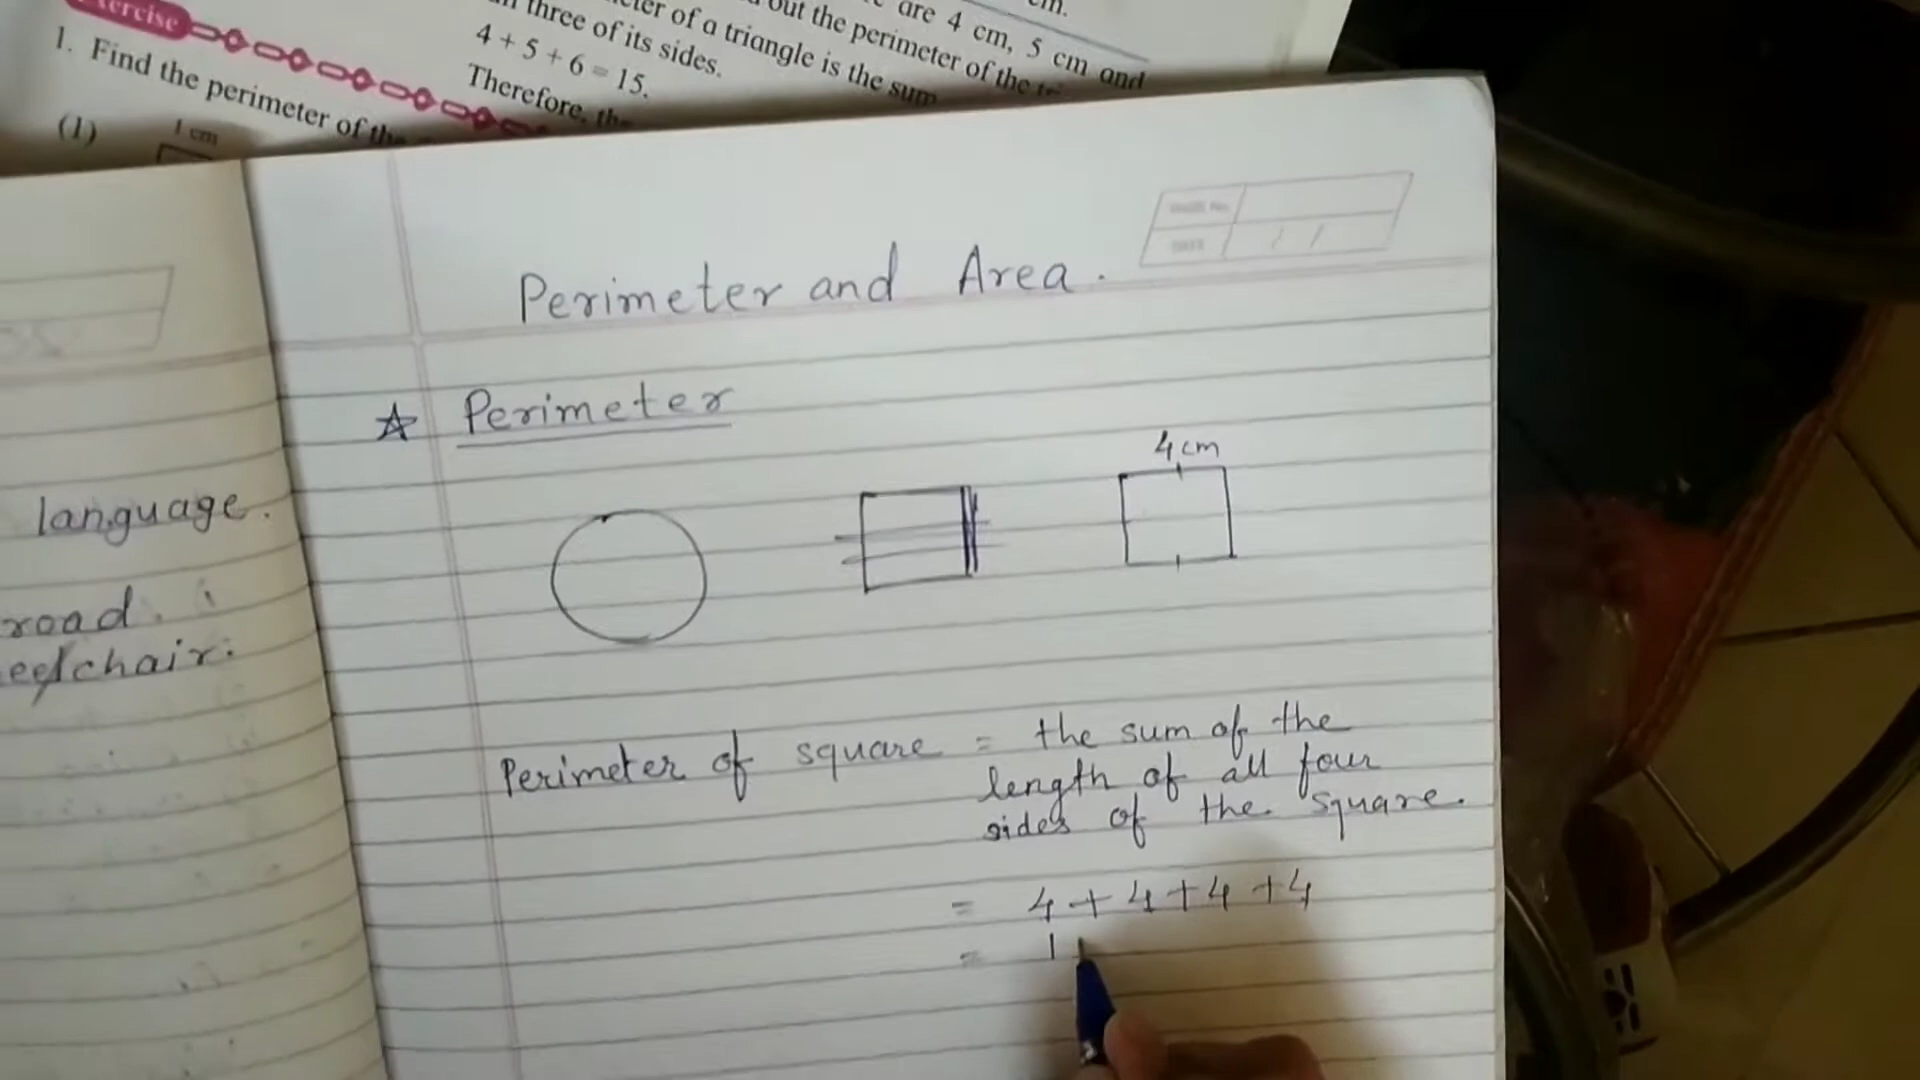 are 4 cm, 5 cm and
cm.
out the perimeter of the
of a triangle is the sum
three of its sides.
4 + 5 + 6 = 15.
Therefore,
1. Find the perimeter of the
(1)
1 cm
Perimeter and Area.
☆ Perimeter
4cm
language.
road.
Perimeter of square = the sum of the
length of all four
sides of the square.
= 4 + 4 + 4 + 4
= 1